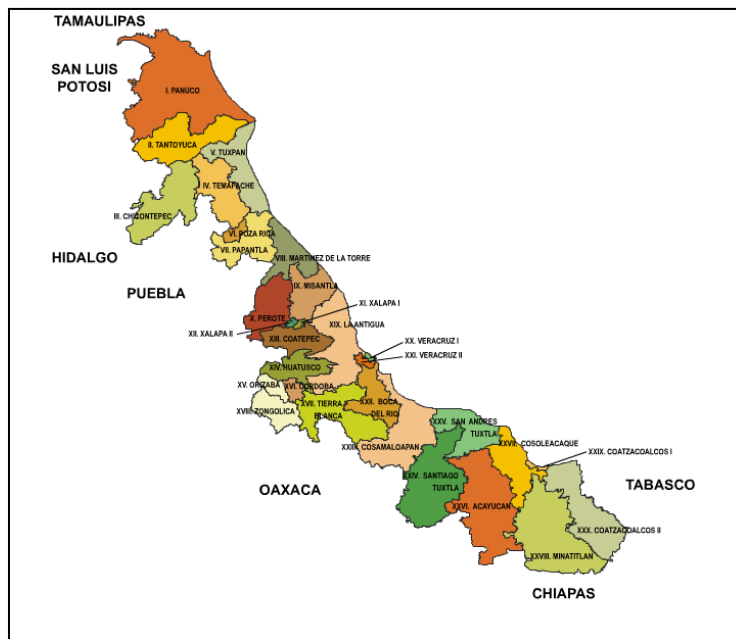 TAMAULIPAS
SAN LUIS
POTOSI
I. PANUCO
II. TANTOYUCA
V. TUXPAN
IV. TEMAPACHE
III. CHICONTEPEC
VI. POZA RICA
VII. PAPANTLA
HIDALGO
VIII. MARTINEZ DE LA TORRE
PUEBLA
IX. MISANTLA
XI. XALAPA I
X. PEROTE
XIX. LA ANTIGUA
XII. XALAPA II
XIII. COATEPEC
XX. VERACRUZ I
XXI. VERACRUZ II
XIV. HUATUSCO
XV. ORIZABA
XVI. CORDOBA
XVII. TIERRA
BLANCA
XXII. BOCA
DEL RIO
XVIII. ZONGOLICA
XXV. SAN ANDRES
TUXTLA
XXVII. COSOLEACAQUE
XXIII. COSAMALOAPAN
XXIX. COATZACOALCOS I
XXIV. SANTIAGO
TUXTLA
TABASCO
OAXACA
XXVI. ACAYUCAN
XXX. COATZACOALCOS II
XXVIII. MINATITLAN
CHIAPAS